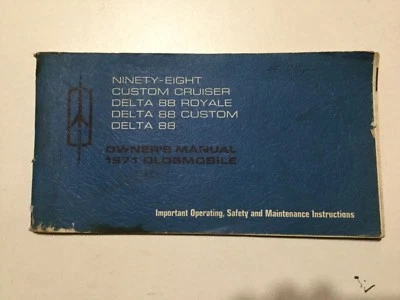 NINETY-EIGHT
CUSTOM CRUISER
DELTA 88 ROYALE
DELTA 88 CUSTOM
DELTA 88
OWNER'S MANUAL
1971 OLDSMOBILE
Important Operating, Safety and Maintenance Instructions